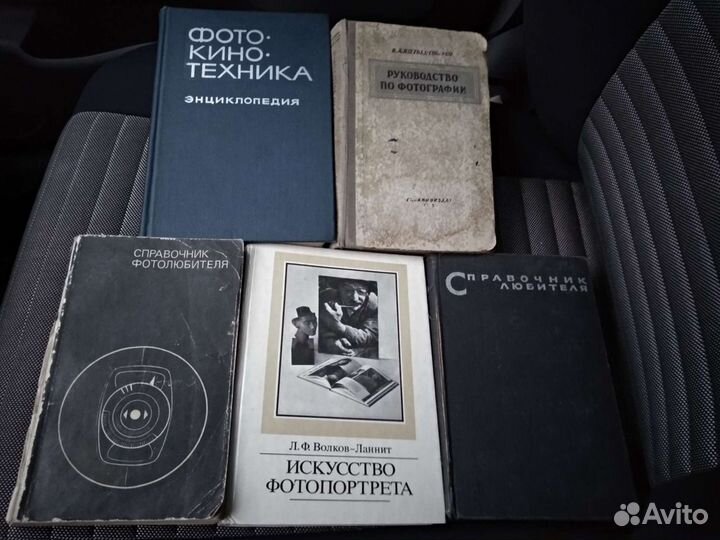 ФОТО·
КИНО·
ТЕХНИКА
ЭНЦИКЛОПЕДИЯ
РУКОВОДСТВО
ПО ФОТОГРАФИИ
СПРАВОЧНИК
ФОТОЛЮБИТЕЛЯ
Л.Ф. Волков-Ланнит
ИСКУССТВО
ФОТОПОРТРЕТА
СПРАВОЧНИК
ЛЮБИТЕЛЯ
Avito